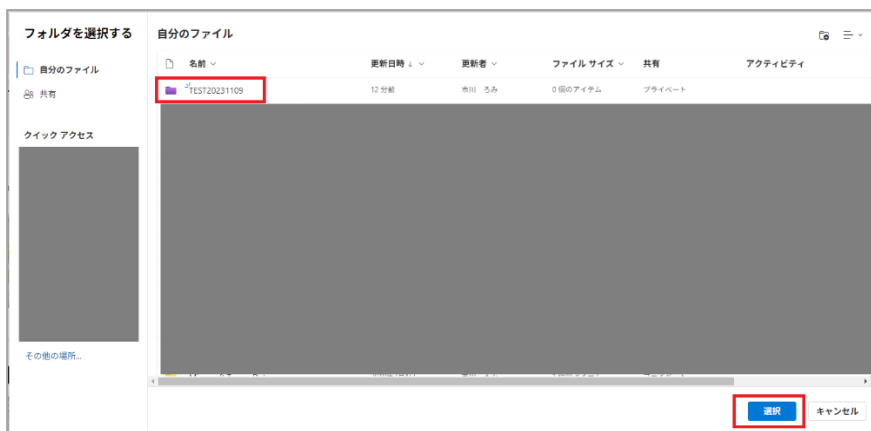 フォルダを選択する
自分のファイル
自分のファイル
共有
クイック アクセス
その他の場所...
名前 更新日時 更新者 ファイル サイズ 共有 アクティビティ
TEST20231109 12 分前 市川 ろみ 0 個のアイテム プライベート
選択 キャンセル